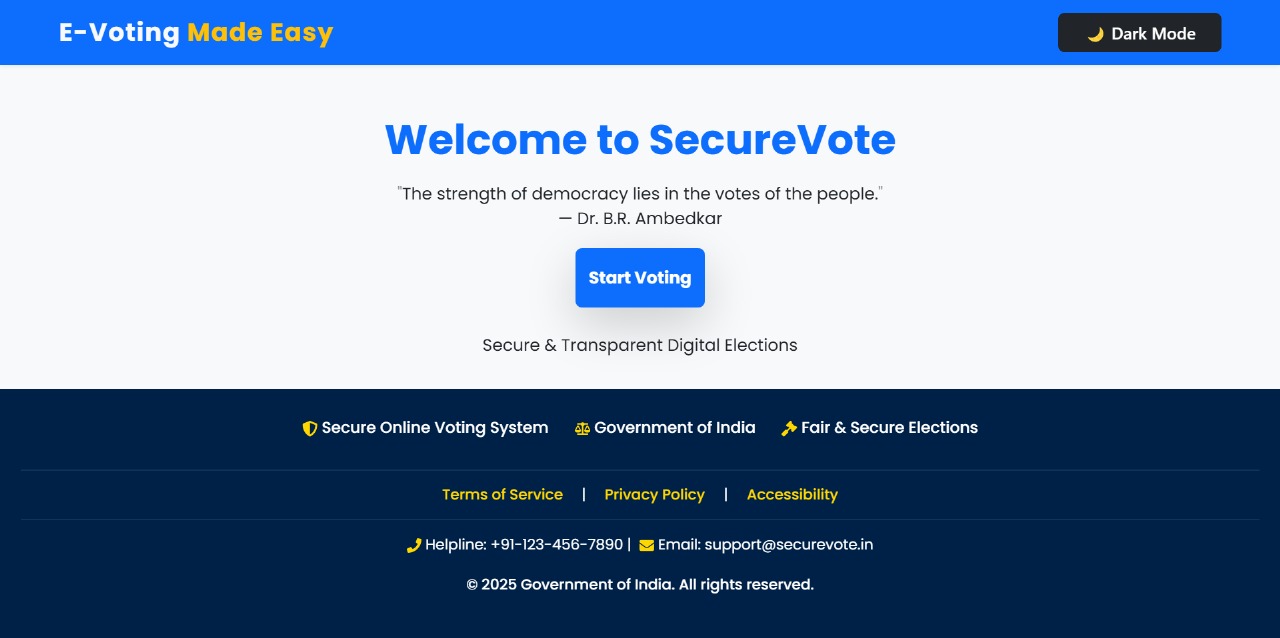 E-Voting Made Easy
🌙 Dark Mode
Welcome to SecureVote
"The strength of democracy lies in the votes of the people."
— Dr. B.R. Ambedkar
Start Voting
Secure & Transparent Digital Elections
Secure Online Voting System Government of India Fair & Secure Elections
Terms of Service | Privacy Policy | Accessibility
Helpline: +91-123-456-7890 | Email: support@securevote.in
© 2025 Government of India. All rights reserved.